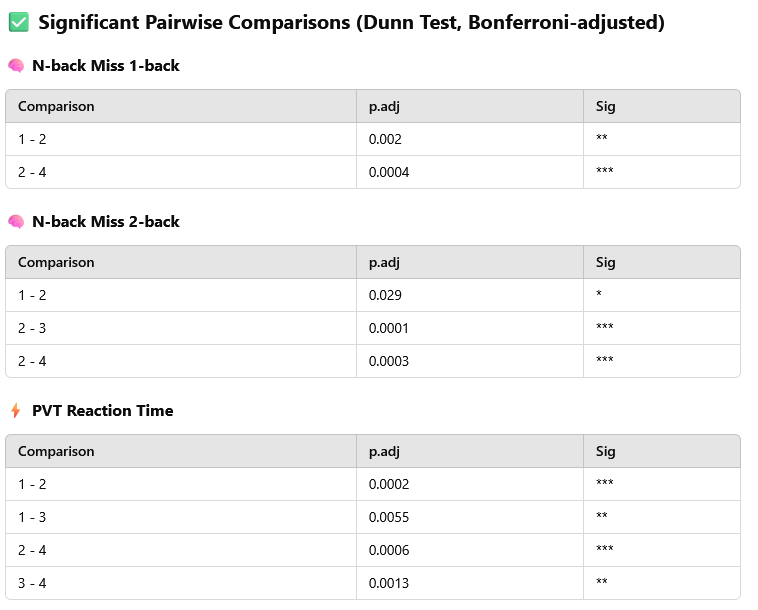 ✅ Significant Pairwise Comparisons (Dunn Test, Bonferroni-adjusted)
🧠 N-back Miss 1-back
Comparison p.adj Sig
1 - 2 0.002 **
2 - 4 0.0004 ***
🧠 N-back Miss 2-back
Comparison p.adj Sig
1 - 2 0.029 *
2 - 3 0.0001 ***
2 - 4 0.0003 ***
⚡ PVT Reaction Time
Comparison p.adj Sig
1 - 2 0.0002 ***
1 - 3 0.0055 **
2 - 4 0.0006 ***
3 - 4 0.0013 **